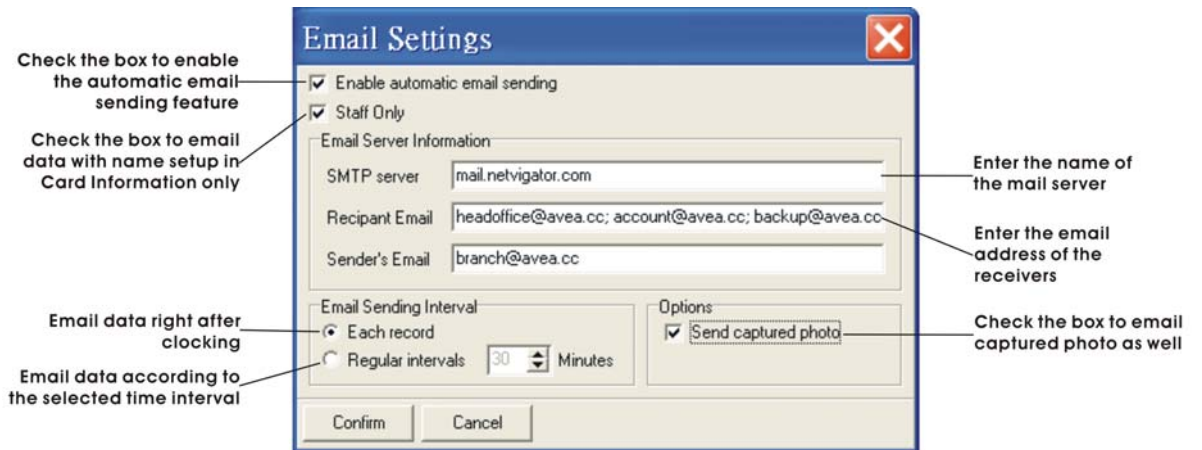 Email Settings
Check the box to enable
the automatic email
sending feature
Enable automatic email sending
Staff Only
Check the box to email
data with name setup in
Card Information only
Email Server Information
SMTP server
mail.netvigator.com
Enter the name of
the mail server
Recipant Email
headoffice@avea.cc; account@avea.cc; backup@avea.cc
Enter the email
address of the
receivers
Sender's Email
branch@avea.cc
Email Sending Interval
Each record
Email data right after
clocking
Regular intervals
30
Minutes
Email data according to
the selected time interval
Options
Send captured photo
Check the box to email
captured photo as well
Confirm
Cancel